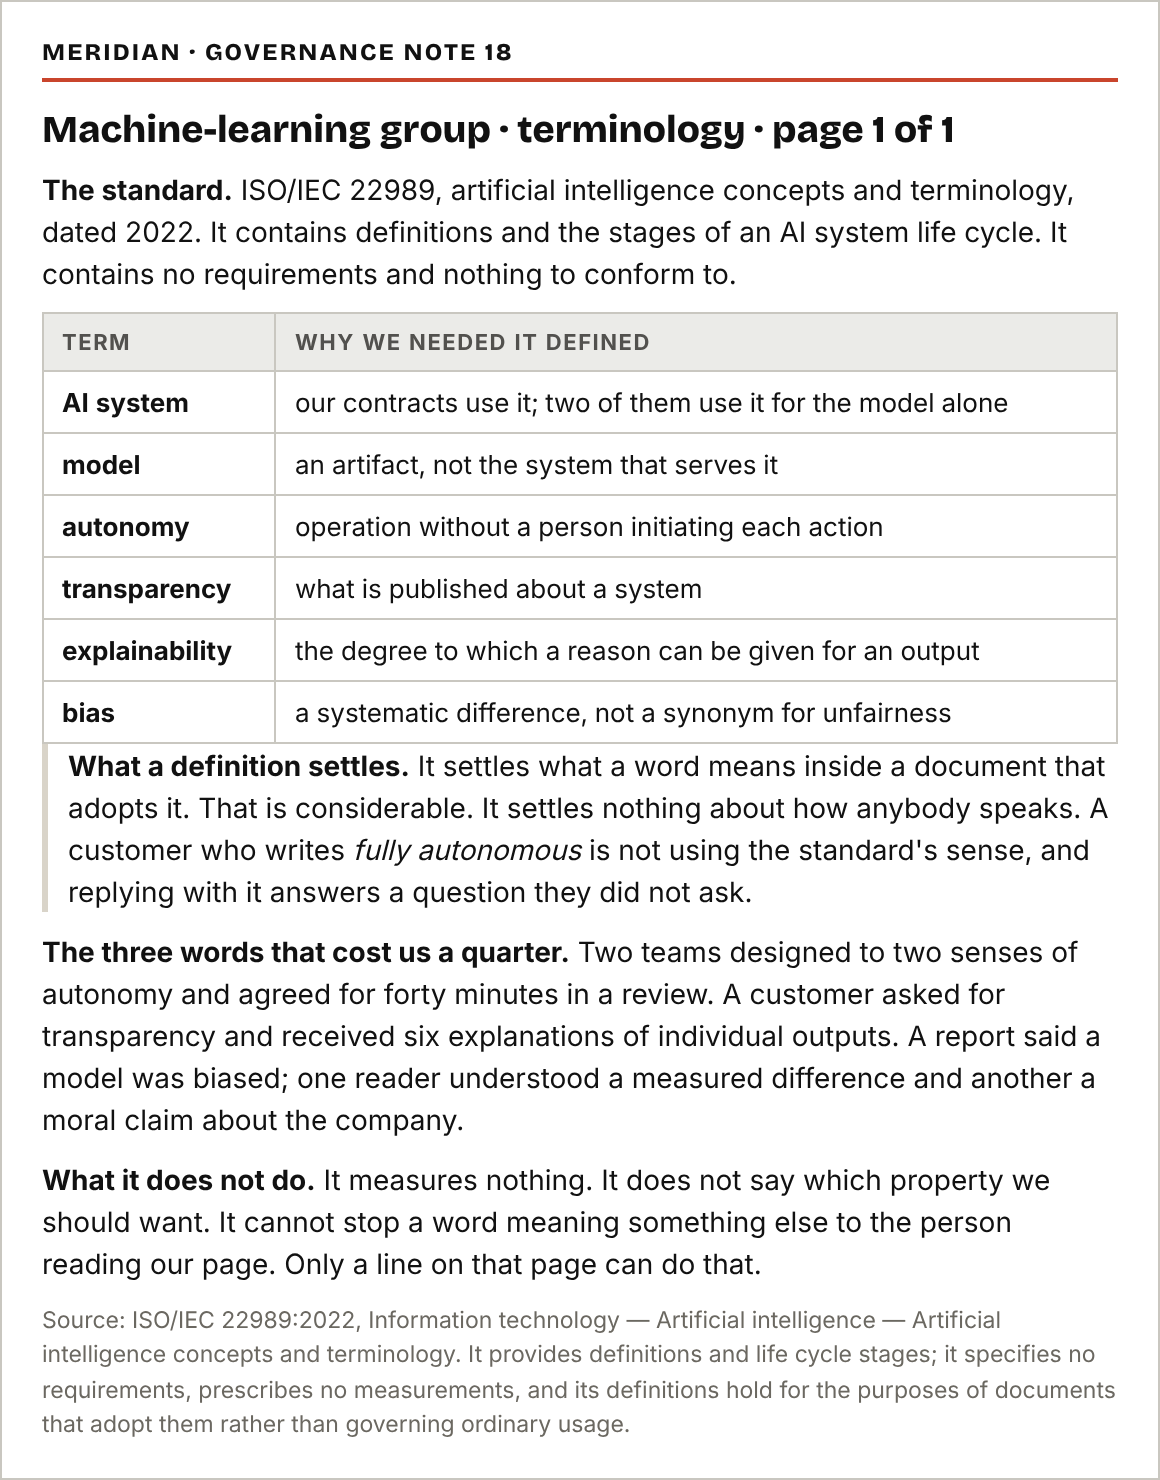 MERIDIAN · GOVERNANCE NOTE 18
Machine-learning group · terminology · page 1 of 1
The standard. ISO/IEC 22989, artificial intelligence concepts and terminology,
dated 2022. It contains definitions and the stages of an AI system life cycle. It
contains no requirements and nothing to conform to.
TERM WHY WE NEEDED IT DEFINED
AI system our contracts use it; two of them use it for the model alone
model an artifact, not the system that serves it
autonomy operation without a person initiating each action
transparency what is published about a system
explainability the degree to which a reason can be given for an output
bias a systematic difference, not a synonym for unfairness
What a definition settles. It settles what a word means inside a document that
adopts it. That is considerable. It settles nothing about how anybody speaks. A
customer who writes fully autonomous is not using the standard's sense, and
replying with it answers a question they did not ask.
The three words that cost us a quarter. Two teams designed to two senses of
autonomy and agreed for forty minutes in a review. A customer asked for
transparency and received six explanations of individual outputs. A report said a
model was biased; one reader understood a measured difference and another a
moral claim about the company.
What it does not do. It measures nothing. It does not say which property we
should want. It cannot stop a word meaning something else to the person
reading our page. Only a line on that page can do that.
Source: ISO/IEC 22989:2022, Information technology — Artificial intelligence — Artificial
intelligence concepts and terminology. It provides definitions and life cycle stages; it specifies no
requirements, prescribes no measurements, and its definitions hold for the purposes of documents
that adopt them rather than governing ordinary usage.